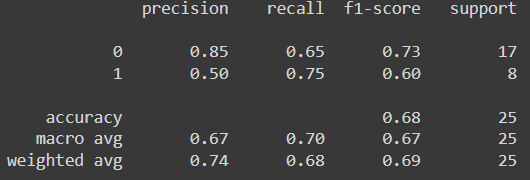 precision recall f1-score support
0 0.85 0.65 0.73 17
1 0.50 0.75 0.60 8
accuracy 0.68 25
macro avg 0.67 0.70 0.67 25
weighted avg 0.74 0.68 0.69 25